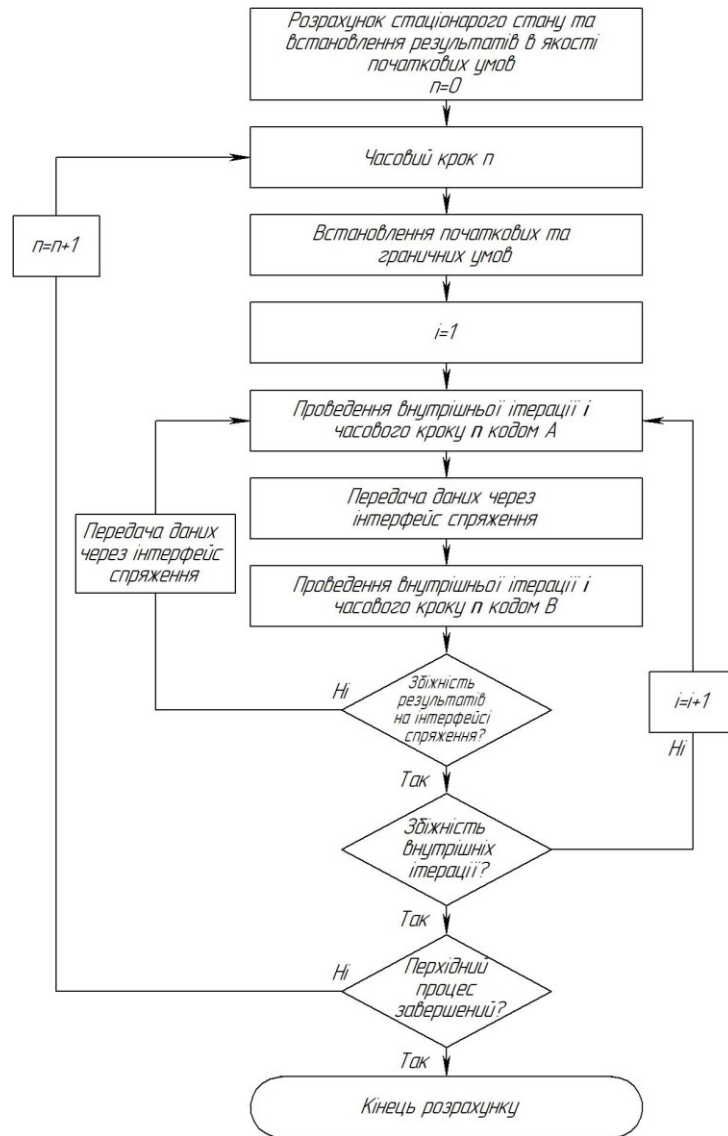 Розрахунок стаціонарого стану та
встановлення результатів в якості
початкових умов
n=0
Часовий крок n
n=n+1
Встановлення початкових та
граничних умов
i=1
Проведення внутрішньої ітерації i
часового кроку n кодом А
Передача даних через
інтерфейс спряження
Передача даних
через інтерфейс
спряження
Проведення внутрішньої ітерації i
часового кроку n кодом В
Ні
Збіжність
результатів
на інтерфейсі
спряження?
i=i+1
Ні
Так
Збіжність
внутрішніх
ітерації?
Так
Ні
Перхідний
процес
завершений?
Так
Кінець розрахунку